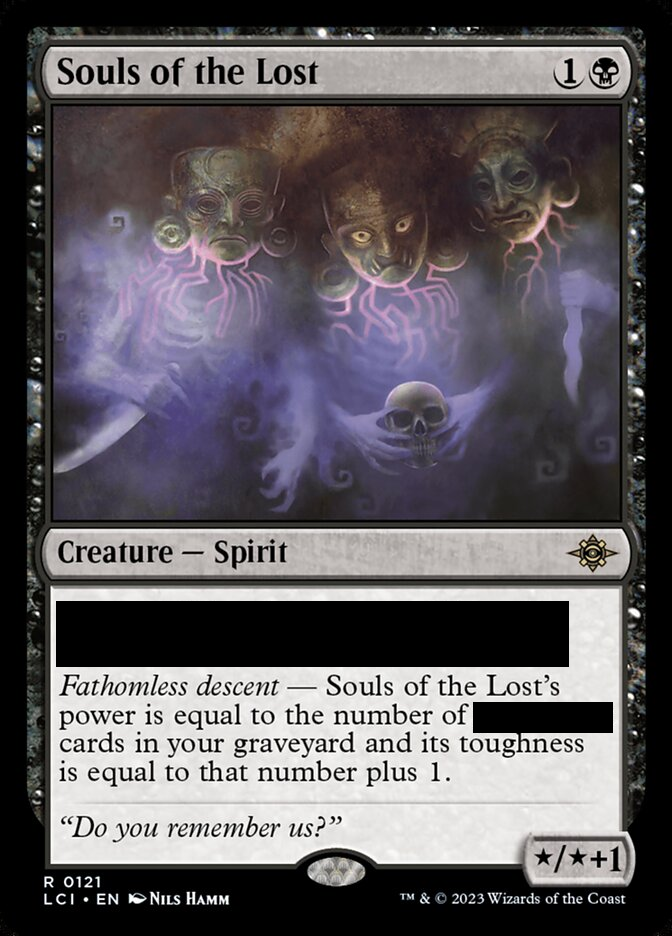 Souls of the Lost 1
Creature — Spirit
Fathomless descent — Souls of the Lost's
power is equal to the number of
cards in your graveyard and its toughness
is equal to that number plus 1.
“Do you remember us?”
★/★+1
R 0121
LCI • EN Nils Hamm
™ & © 2023 Wizards of the Coast